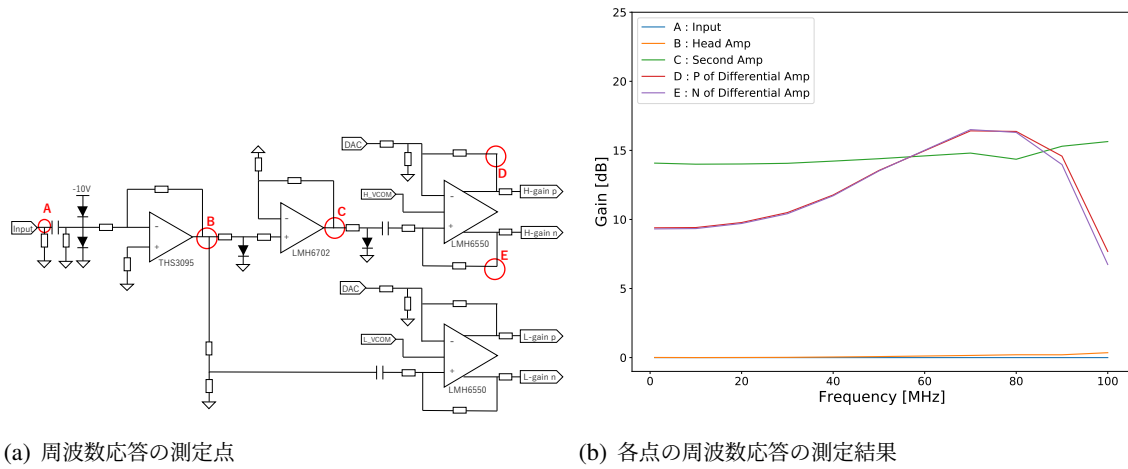 DAC
H_VCOM
-10V
Input
A
B
C
D
E
-
+
THS3095
-
+
LMH6702
-
+
LMH6550
H-gain p
H-gain n
DAC
L_VCOM
-
+
LMH6550
L-gain p
L-gain n
(a) 周波数応答の測定点
25
20
15
10
5
0
Gain [dB]
A : Input
B : Head Amp
C : Second Amp
D : P of Differential Amp
E : N of Differential Amp
0 20 40 60 80 100
Frequency [MHz]
(b) 各点の周波数応答の測定結果